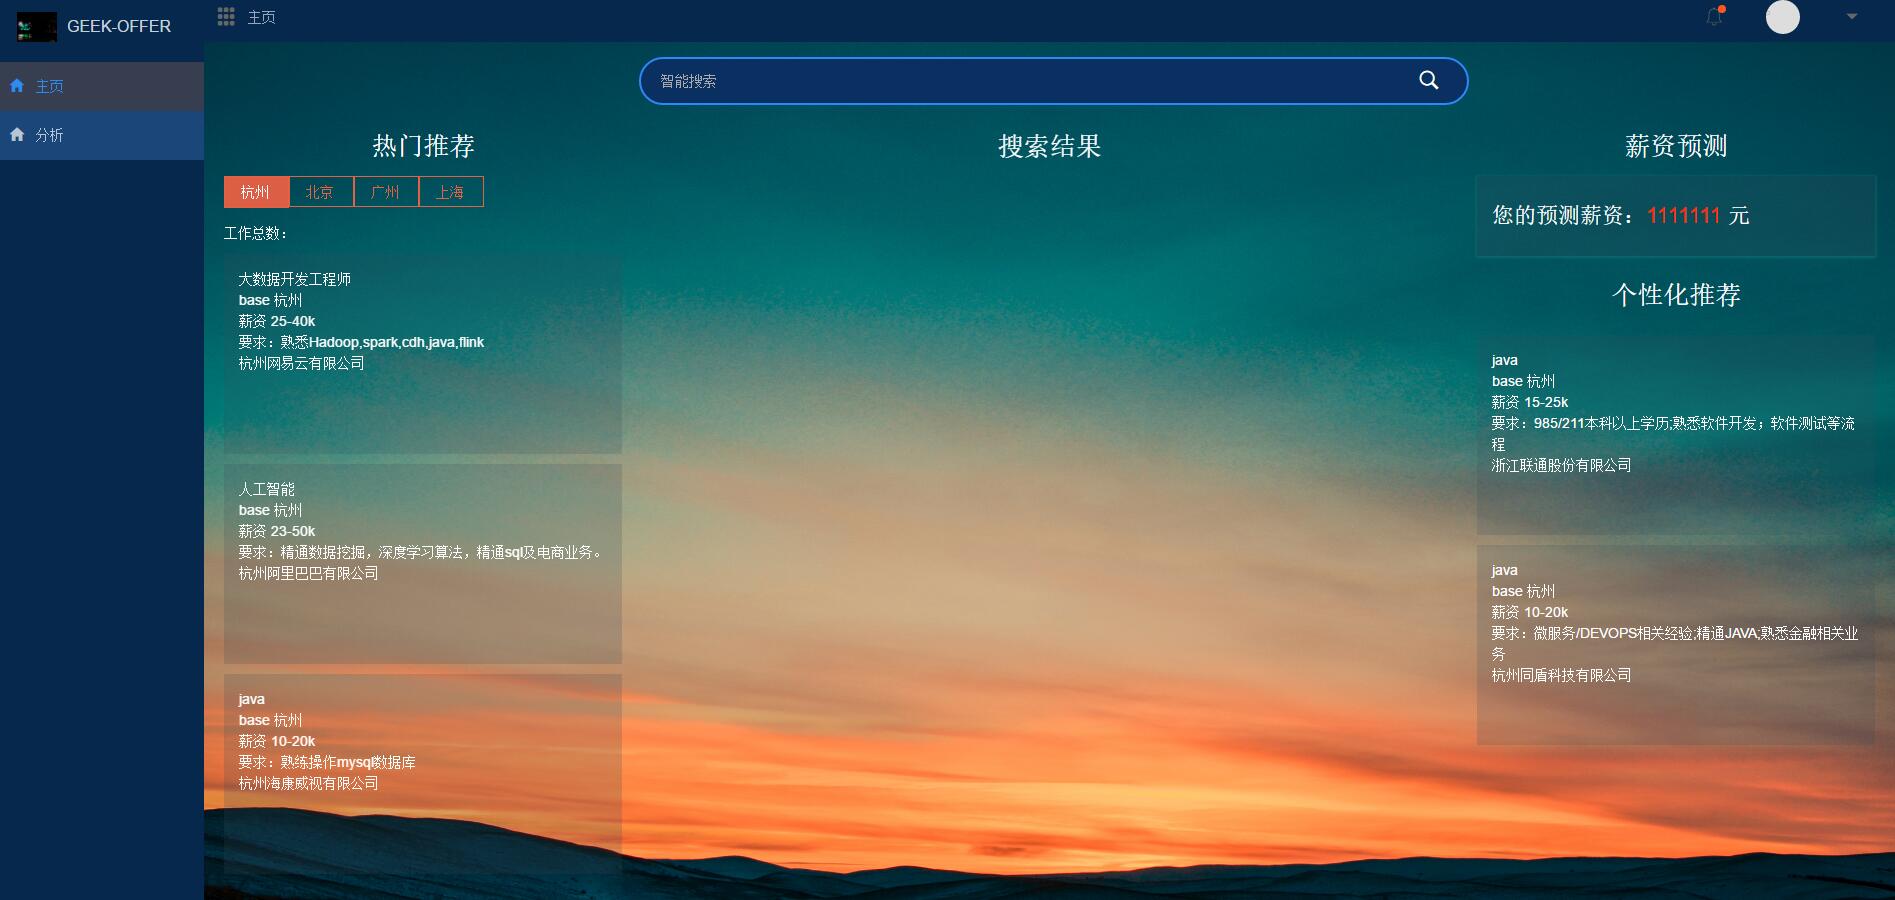 GEEK-OFFER
主页
主页
分析
智能搜索
热门推荐
杭州
北京
广州
上海
工作总数：
大数据开发工程师
base 杭州
薪资 25-40k
要求：熟悉Hadoop,spark,cdh,java,flink
杭州网易云有限公司
人工智能
base 杭州
薪资 23-50k
要求：精通数据挖掘，深度学习算法，精通sql及电商业务。
杭州阿里巴巴有限公司
java
base 杭州
薪资 10-20k
要求：熟练操作mysql数据库
杭州海康威视有限公司
搜索结果
薪资预测
您的预测薪资：1111111 元
个性化推荐
java
base 杭州
薪资 15-25k
要求：985/211本科以上学历;熟悉软件开发；软件测试等流
程
浙江联通股份有限公司
java
base 杭州
薪资 10-20k
要求：微服务/DEVOPS相关经验;精通JAVA;熟悉金融相关业
务
杭州同盾科技有限公司